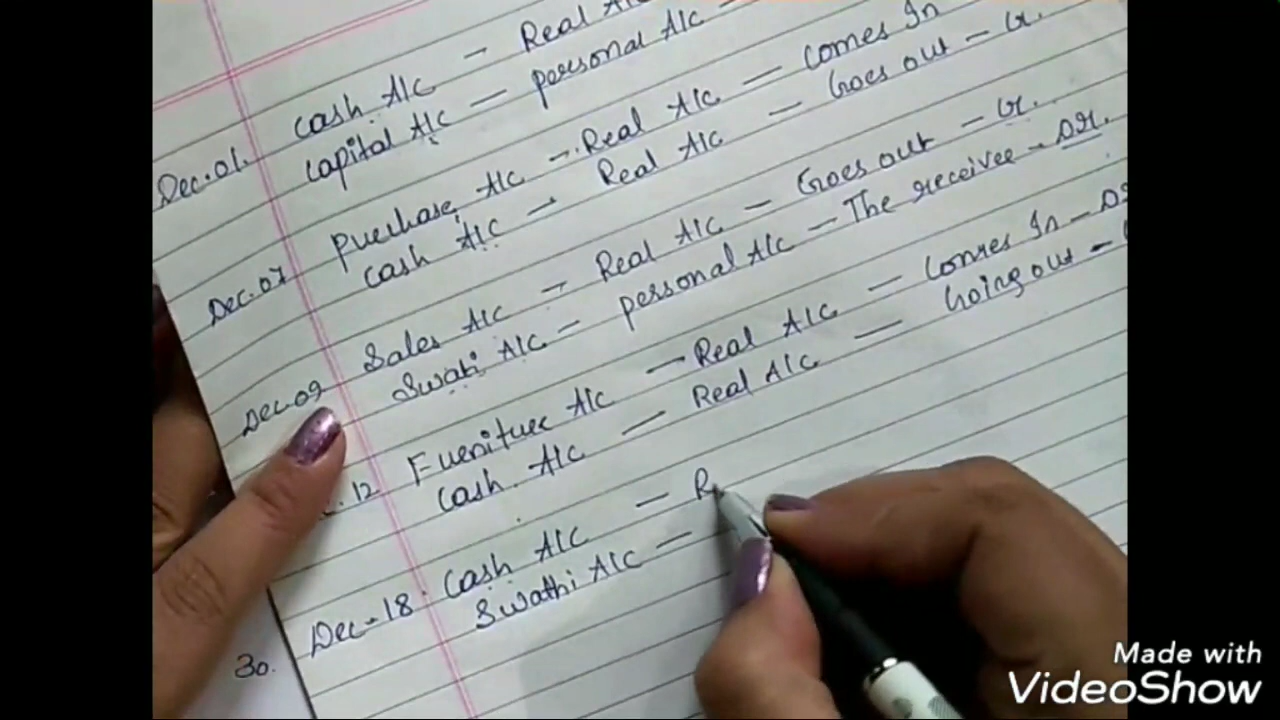 Cash A/C - Real A/C
Dec.01. Capital A/C - personal A/C -
Purchase A/C - Real A/C - Comes In
Dec.07 Cash A/C - Real A/C - Goes out - Cr.
Sales A/C - Real A/C - Goes out - Cr.
Dec-09 Swati A/C - personal A/C - The receiver - Dr.
Furniture A/C - Real A/C - Comes In - Dr
.12 Cash A/C - Real A/C - Going out -
Cash A/C - R
Dec-18. Swathi A/C -
30.
Made with
VideoShow